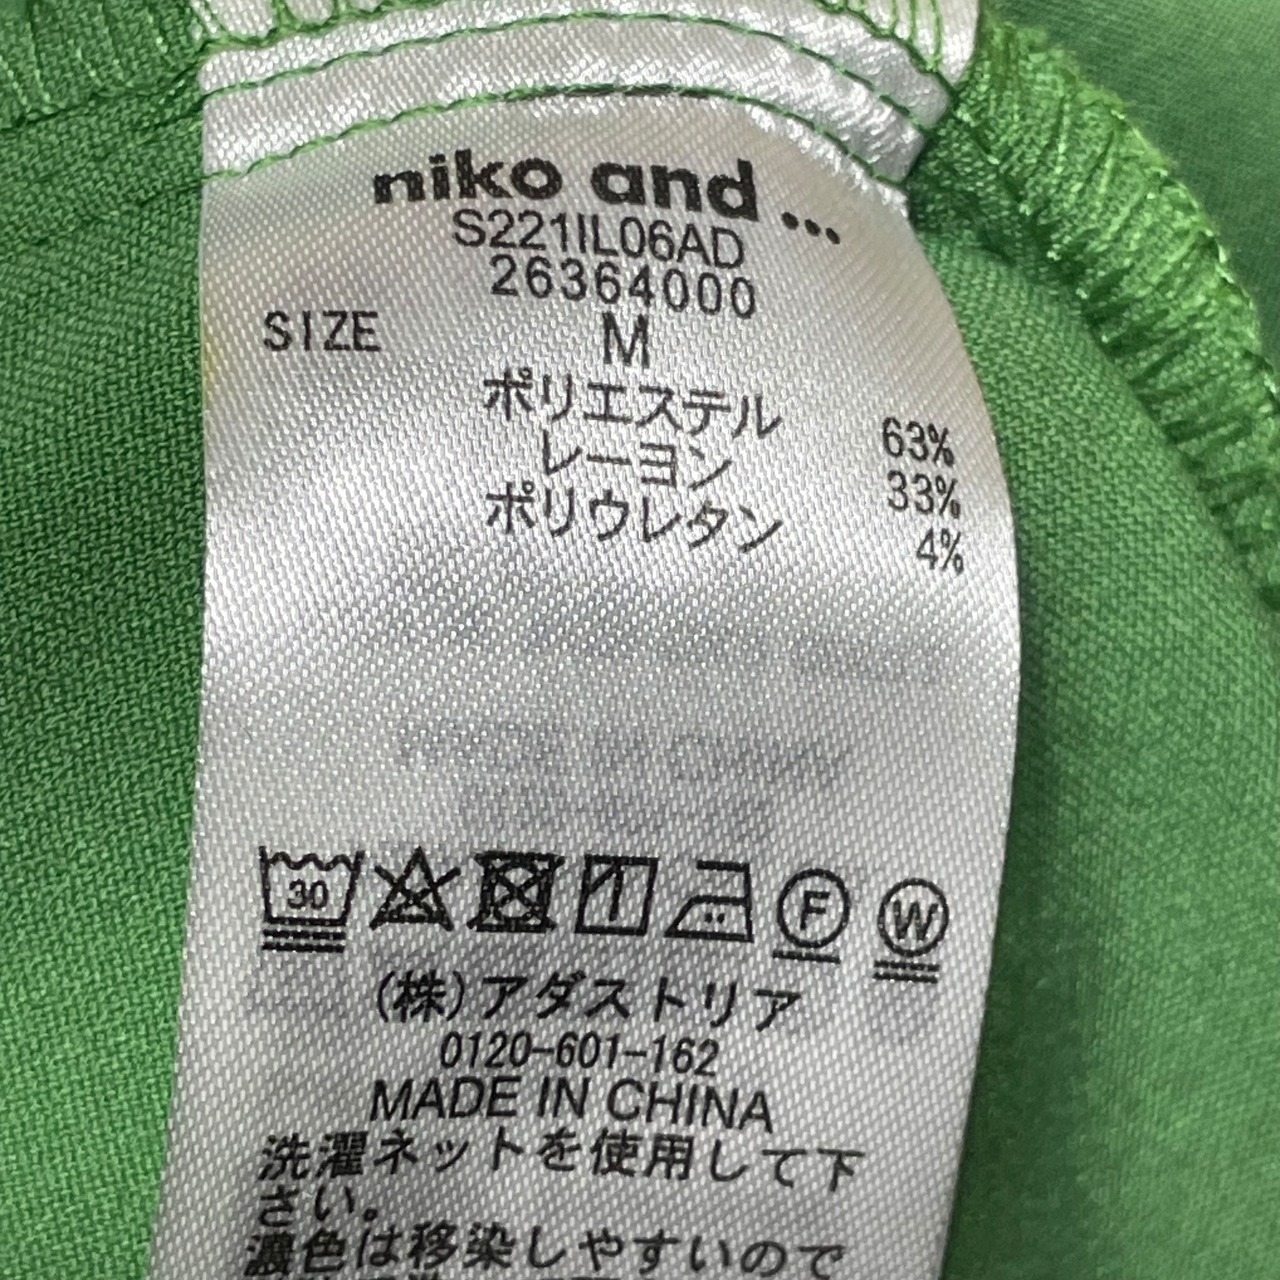 niko and ...
S221IL06AD
26364000
SIZE M
ポリエステル 63%
レーヨン 33%
ポリウレタン 4%
30
F W
(株)アダストリア
0120-601-162
MADE IN CHINA
洗濯ネットを使用して下
さい。
濃色は移染しやすいので